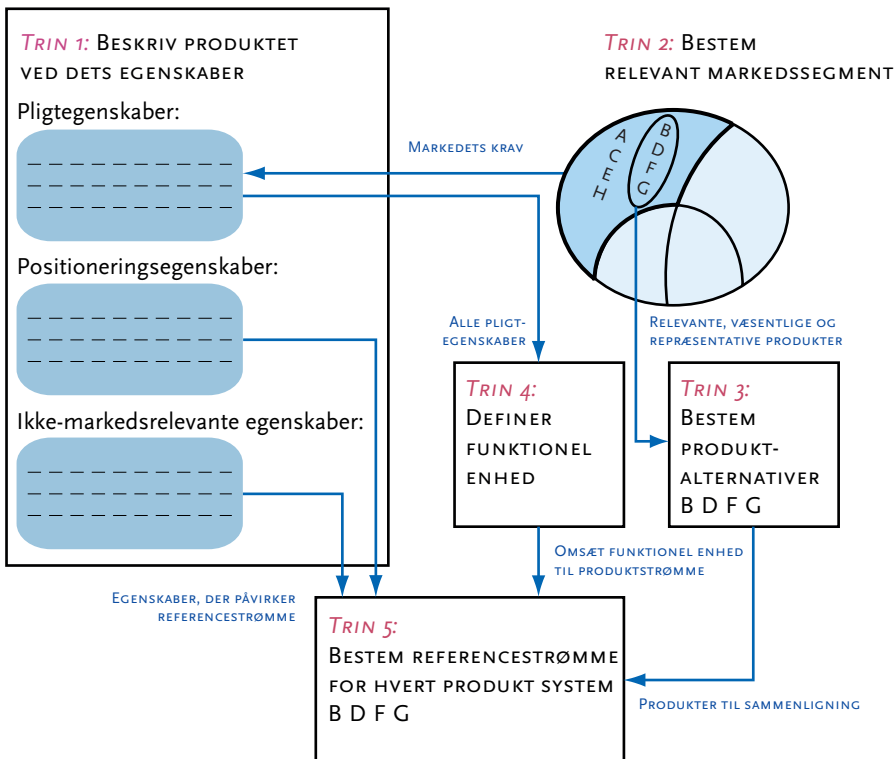 Trin 1: Beskriv produktet
ved dets egenskaber
Pligtegenskaber:
Positioneringsegenskaber:
Ikke-markedsrelevante egenskaber:
Markedets krav
Trin 2: Bestem
relevant markedssegment
A
C
E
H
B
D
F
G
Alle pligt-
egenskaber
Relevante, væsentlige og
repræsentative produkter
Trin 4:
Definer
funktionel
enhed
Trin 3:
Bestem
produkt-
alternativer
B D F G
Omsæt funktionel enhed
til produktstrømme
Egenskaber, der påvirker
referencestrømme
Trin 5:
Bestem referencestrømme
for hvert produkt system
B D F G
Produkter til sammenligning